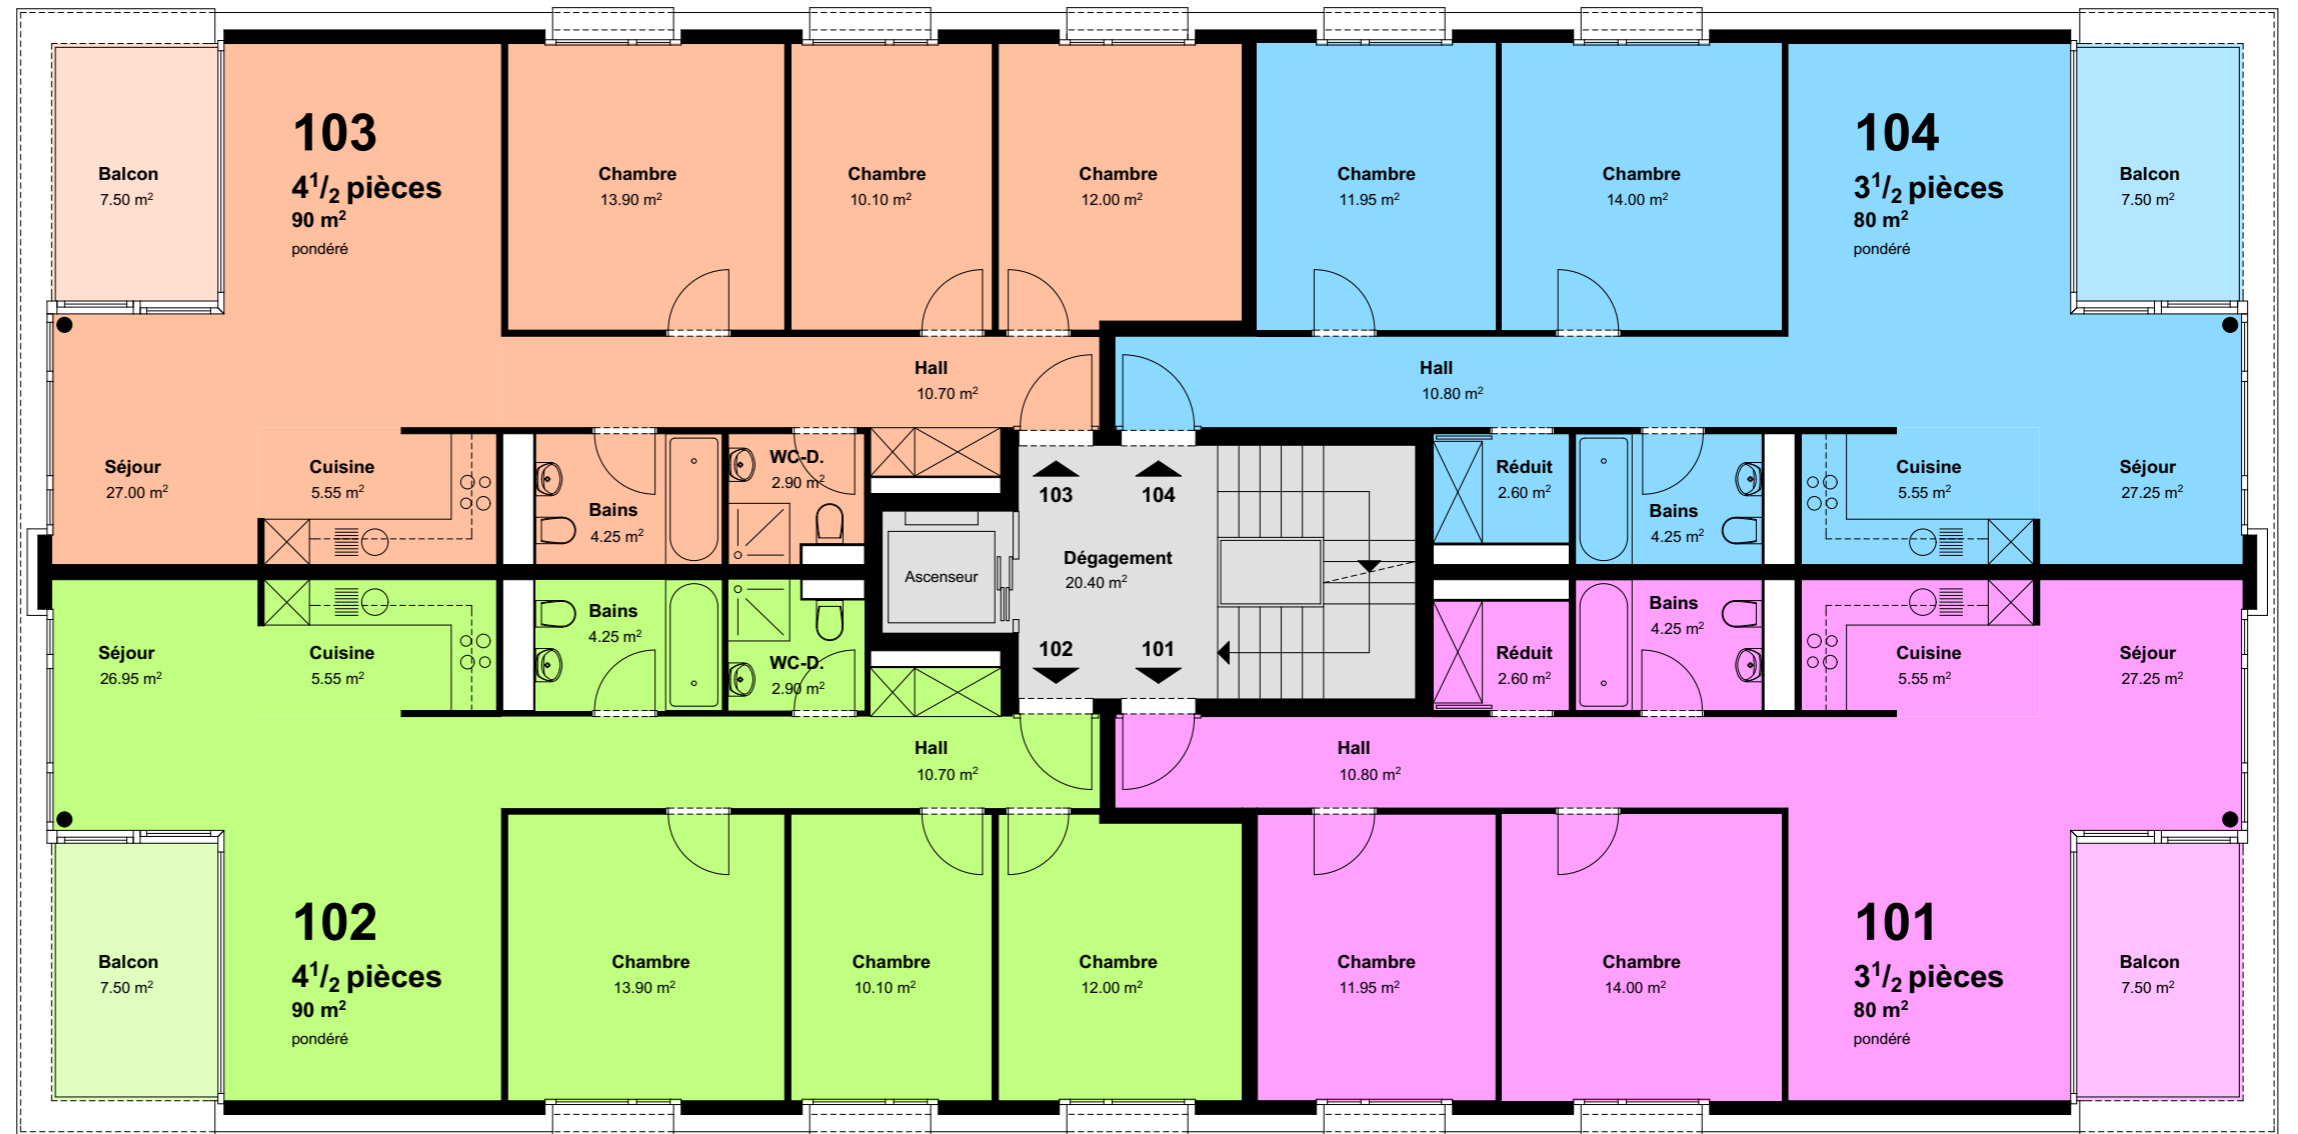 103
4 1/2 pièces
90 m²
pondéré
Balcon
7.50 m²
Chambre
13.90 m²
Chambre
10.10 m²
Chambre
12.00 m²
Hall
10.70 m²
Séjour
27.00 m²
Cuisine
5.55 m²
Bains
4.25 m²
WC-D.
2.90 m²
104
3 1/2 pièces
80 m²
pondéré
Chambre
11.95 m²
Chambre
14.00 m²
Balcon
7.50 m²
Hall
10.80 m²
Réduit
2.60 m²
Bains
4.25 m²
Cuisine
5.55 m²
Séjour
27.25 m²
103
104
Ascenseur
Dégagement
20.40 m²
102
101
Séjour
26.95 m²
Cuisine
5.55 m²
Bains
4.25 m²
WC-D.
2.90 m²
Hall
10.70 m²
102
4 1/2 pièces
90 m²
pondéré
Balcon
7.50 m²
Chambre
13.90 m²
Chambre
10.10 m²
Chambre
12.00 m²
Réduit
2.60 m²
Bains
4.25 m²
Cuisine
5.55 m²
Séjour
27.25 m²
Hall
10.80 m²
Chambre
11.95 m²
Chambre
14.00 m²
101
3 1/2 pièces
80 m²
pondéré
Balcon
7.50 m²